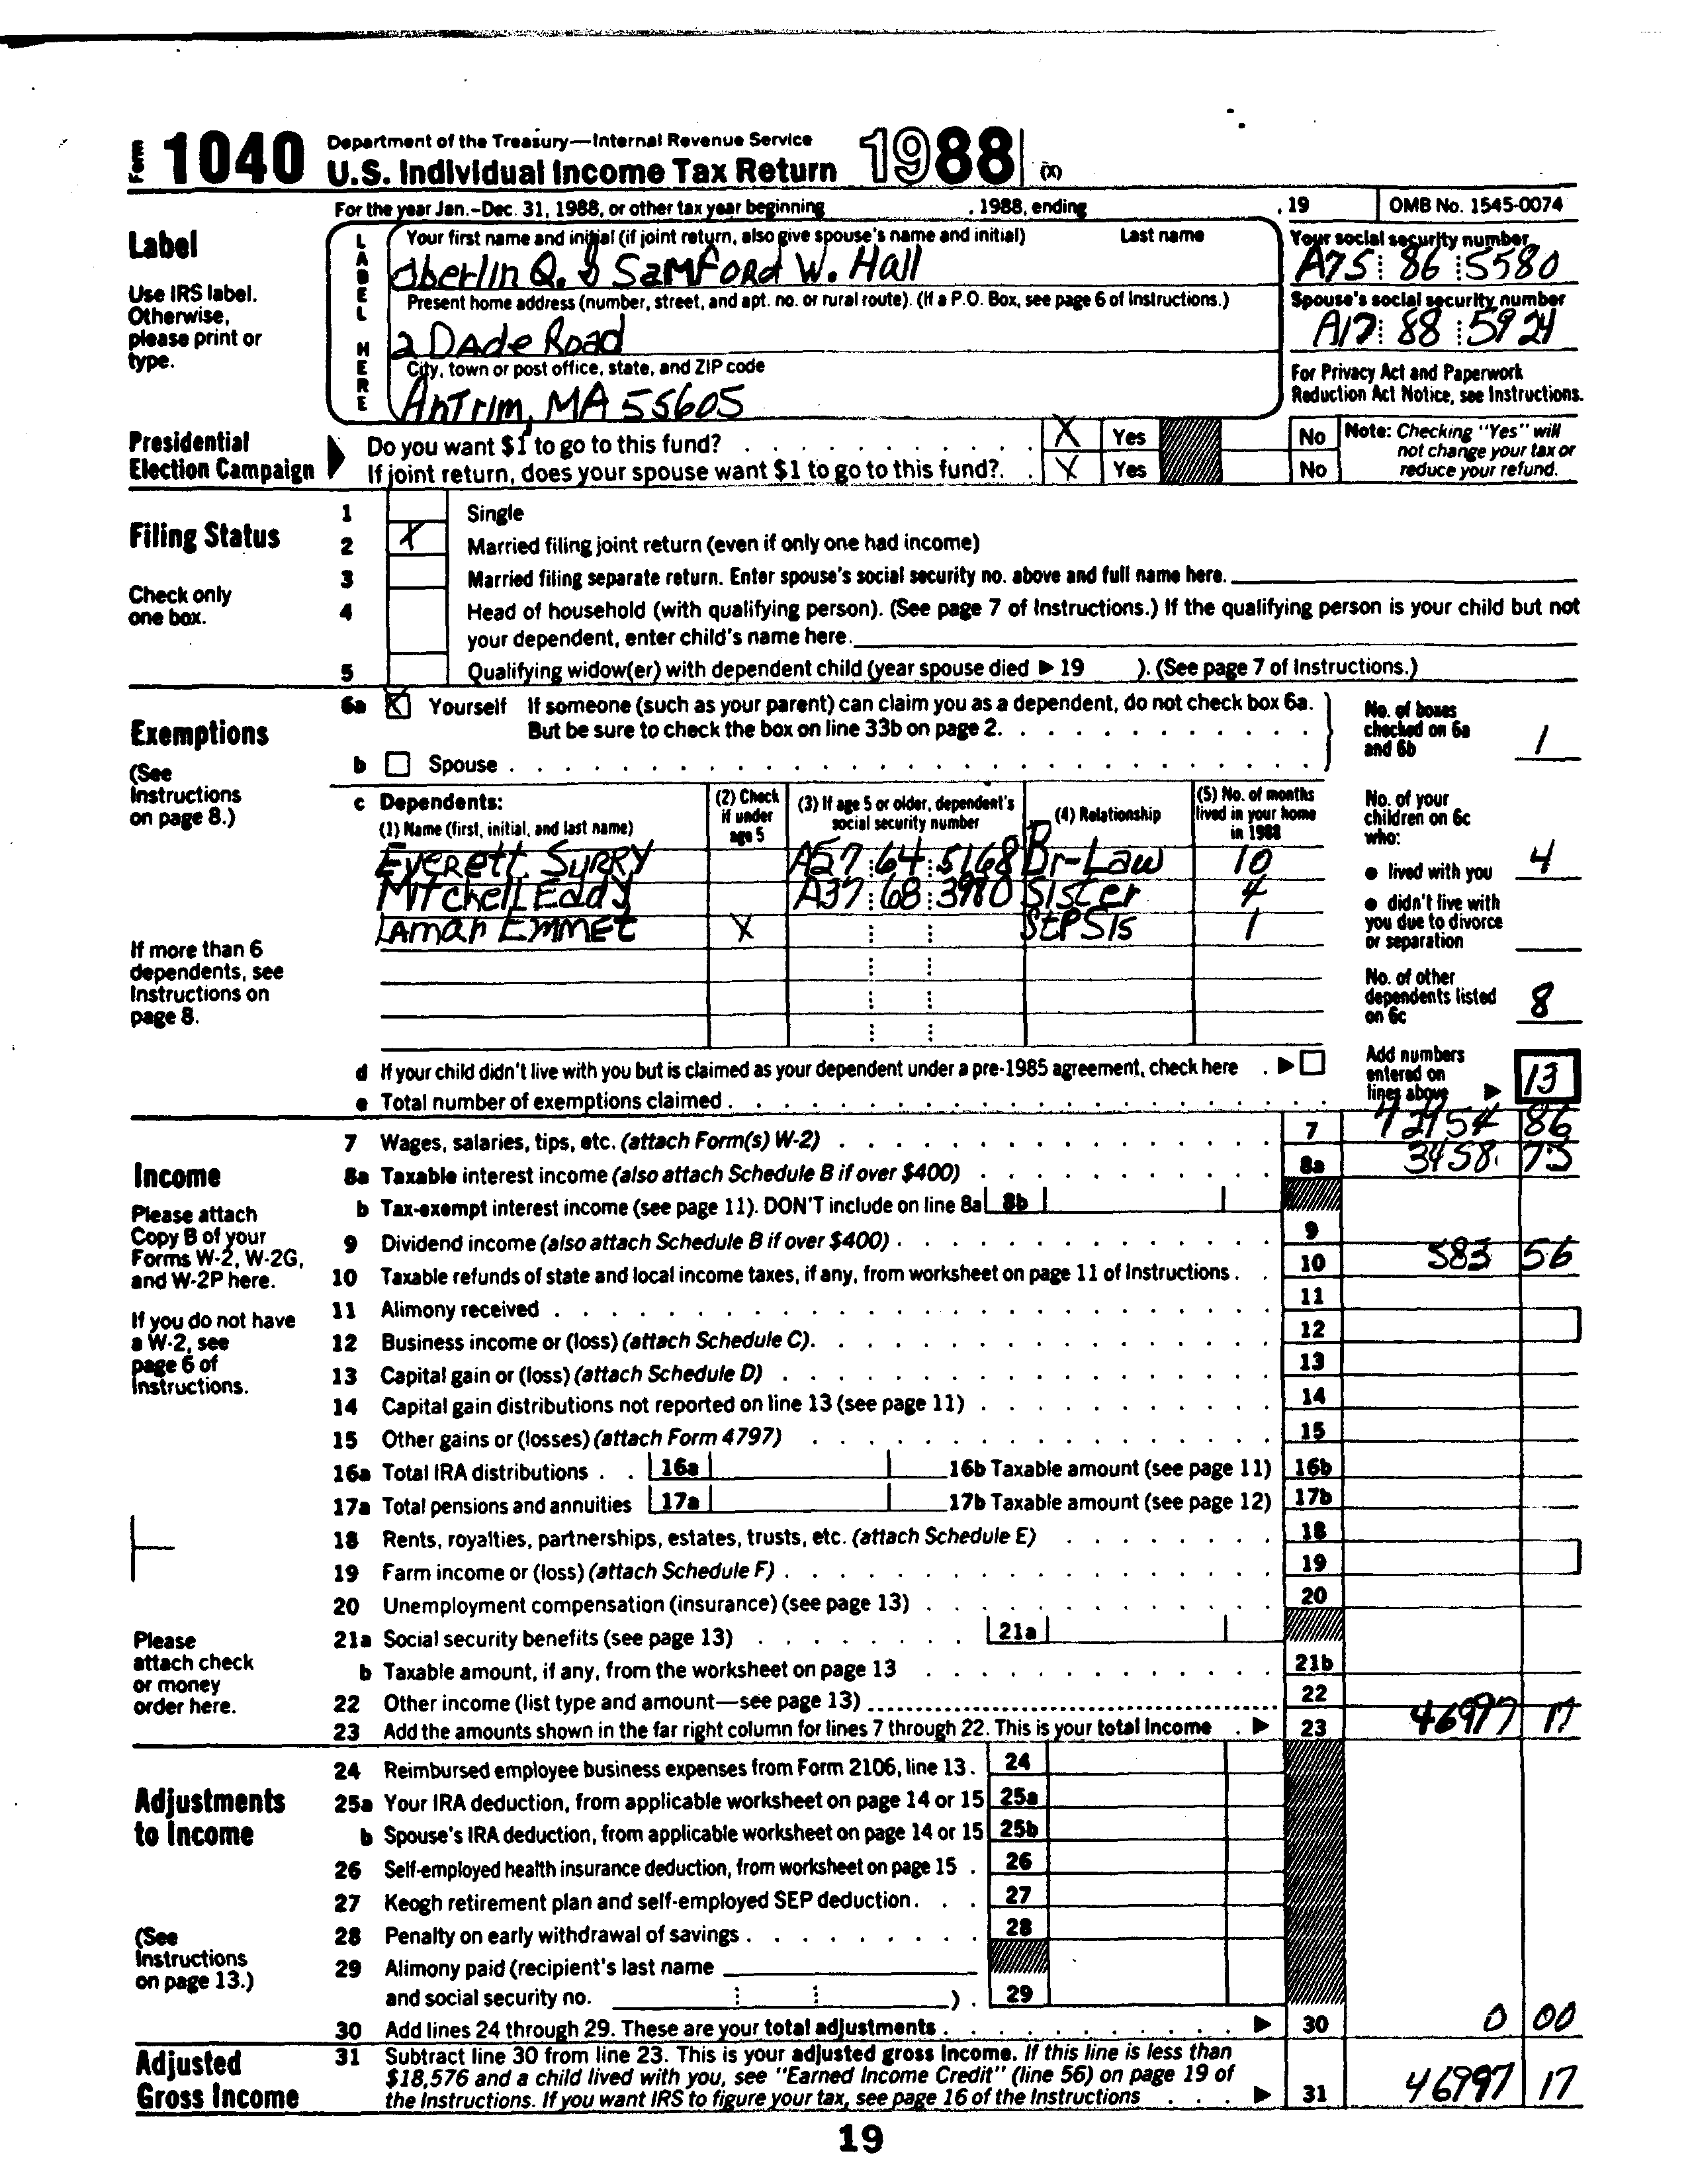 Form 1040 Department of the Treasury—Internal Revenue Service
U.S. Individual Income Tax Return 1988 (X)
For the year Jan.–Dec. 31, 1988, or other tax year beginning , 1988, ending , 19 OMB No. 1545-0074
Label
Use IRS label.
Otherwise,
please print or
type.
LABEL HERE
Your first name and initial (if joint return, also give spouse's name and initial) Last name
Oberlin Q. & Samford W. Hall
Your social security number
A75 86 5580
Present home address (number, street, and apt. no. or rural route). (If a P.O. Box, see page 6 of Instructions.)
2 Dade Road
Spouse's social security number
A17 88 5924
City, town or post office, state, and ZIP code
Antrim, MA 55605
For Privacy Act and Paperwork
Reduction Act Notice, see Instructions.
Presidential
Election Campaign
Do you want $1 to go to this fund? X Yes No
If joint return, does your spouse want $1 to go to this fund? X Yes No
Note: Checking "Yes" will
not change your tax or
reduce your refund.
Filing Status
Check only
one box.
1 Single
2 X Married filing joint return (even if only one had income)
3 Married filing separate return. Enter spouse's social security no. above and full name here.
4 Head of household (with qualifying person). (See page 7 of Instructions.) If the qualifying person is your child but not
your dependent, enter child's name here.
5 Qualifying widow(er) with dependent child (year spouse died ▶ 19 ). (See page 7 of Instructions.)
Exemptions
(See
Instructions
on page 8.)
6a X Yourself If someone (such as your parent) can claim you as a dependent, do not check box 6a.
But be sure to check the box on line 33b on page 2.
b Spouse
No. of boxes
checked on 6a
and 6b 1
c Dependents:
(1) Name (first, initial, and last name)
(2) Check
if under
age 5
(3) If age 5 or older, dependent's
social security number
(4) Relationship
(5) No. of months
lived in your home
in 1988
Everett Surry A57 64 5168 Br-Law 10
Mitchell Eddy A37 68 3980 Sister 4
Laman Emmet X StPSis 1
If more than 6
dependents, see
Instructions on
page 8.
No. of your
children on 6c
who:
● lived with you 4
● didn't live with
you due to divorce
or separation
No. of other
dependents listed
on 6c 8
d If your child didn't live with you but is claimed as your dependent under a pre-1985 agreement, check here ▶
e Total number of exemptions claimed
Add numbers
entered on
lines above ▶ 13
Income
Please attach
Copy B of your
Forms W-2, W-2G,
and W-2P here.
If you do not have
a W-2, see
page 6 of
Instructions.
Please
attach check
or money
order here.
7 Wages, salaries, tips, etc. (attach Form(s) W-2) 7 86
8a Taxable interest income (also attach Schedule B if over $400) 8a 3458. 75
b Tax-exempt interest income (see page 11). DON'T include on line 8a 8b
9 Dividend income (also attach Schedule B if over $400) 9
10 Taxable refunds of state and local income taxes, if any, from worksheet on page 11 of Instructions 10 583 56
11 Alimony received 11
12 Business income or (loss) (attach Schedule C) 12
13 Capital gain or (loss) (attach Schedule D) 13
14 Capital gain distributions not reported on line 13 (see page 11) 14
15 Other gains or (losses) (attach Form 4797) 15
16a Total IRA distributions 16a 16b Taxable amount (see page 11) 16b
17a Total pensions and annuities 17a 17b Taxable amount (see page 12) 17b
18 Rents, royalties, partnerships, estates, trusts, etc. (attach Schedule E) 18
19 Farm income or (loss) (attach Schedule F) 19
20 Unemployment compensation (insurance) (see page 13) 20
21a Social security benefits (see page 13) 21a
b Taxable amount, if any, from the worksheet on page 13 21b
22 Other income (list type and amount—see page 13) 22
23 Add the amounts shown in the far right column for lines 7 through 22. This is your total income ▶ 23 46997 17
Adjustments
to Income
(See
Instructions
on page 13.)
24 Reimbursed employee business expenses from Form 2106, line 13 24
25a Your IRA deduction, from applicable worksheet on page 14 or 15 25a
b Spouse's IRA deduction, from applicable worksheet on page 14 or 15 25b
26 Self-employed health insurance deduction, from worksheet on page 15 26
27 Keogh retirement plan and self-employed SEP deduction 27
28 Penalty on early withdrawal of savings 28
29 Alimony paid (recipient's last name
and social security no. ) 29
30 Add lines 24 through 29. These are your total adjustments ▶ 30 0 00
Adjusted
Gross Income
31 Subtract line 30 from line 23. This is your adjusted gross income. If this line is less than
$18,576 and a child lived with you, see "Earned Income Credit" (line 56) on page 19 of
the Instructions. If you want IRS to figure your tax, see page 16 of the Instructions ▶ 31 46997 17
19